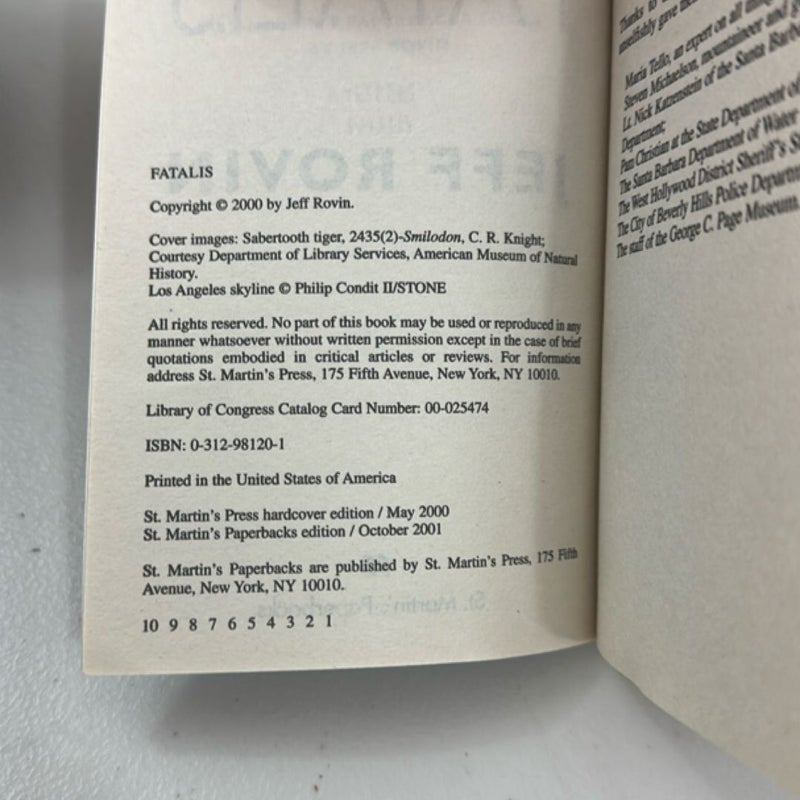 FATALIS
Copyright © 2000 by Jeff Rovin.
Cover images: Sabertooth tiger, 2435(2)-Smilodon, C. R. Knight;
Courtesy Department of Library Services, American Museum of Natural
History.
Los Angeles skyline © Philip Condit II/STONE
All rights reserved. No part of this book may be used or reproduced in any
manner whatsoever without written permission except in the case of brief
quotations embodied in critical articles or reviews. For information
address St. Martin's Press, 175 Fifth Avenue, New York, NY 10010.
Library of Congress Catalog Card Number: 00-025474
ISBN: 0-312-98120-1
Printed in the United States of America
St. Martin's Press hardcover edition / May 2000
St. Martin's Paperbacks edition / October 2001
St. Martin's Paperbacks are published by St. Martin's Press, 175 Fifth
Avenue, New York, NY 10010.
10 9 8 7 6 5 4 3 2 1
Thanks to
unselfishly gave
Maria Tello, an expert on all
Steven Michaelson, mountaineer and
Lt. Nick Katzenstein of the Santa
Department;
Pam Christian at the State Department of
The Santa Barbara Department of Water
The West Hollywood District Sheriff's
The City of Beverly Hills Police
The staff of the George C. Page Museum.